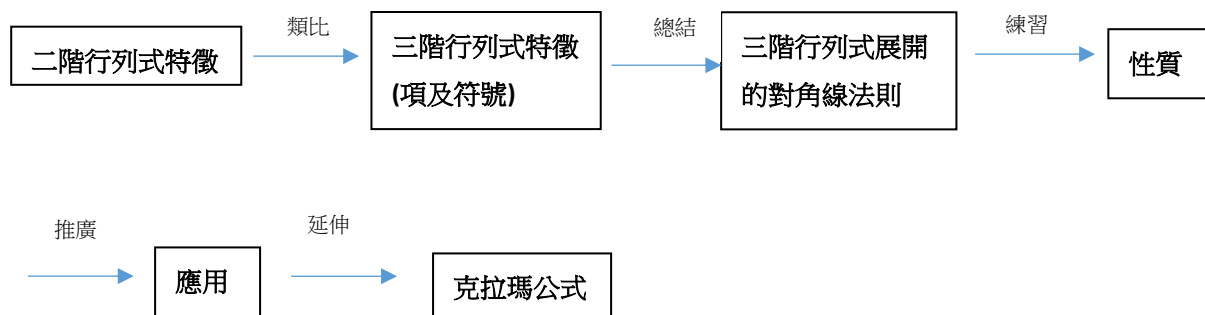 二階行列式特徵
類比
三階行列式特徵
(項及符號)
總結
三階行列式展開
的對角線法則
練習
性質
推廣
應用
延伸
克拉瑪公式